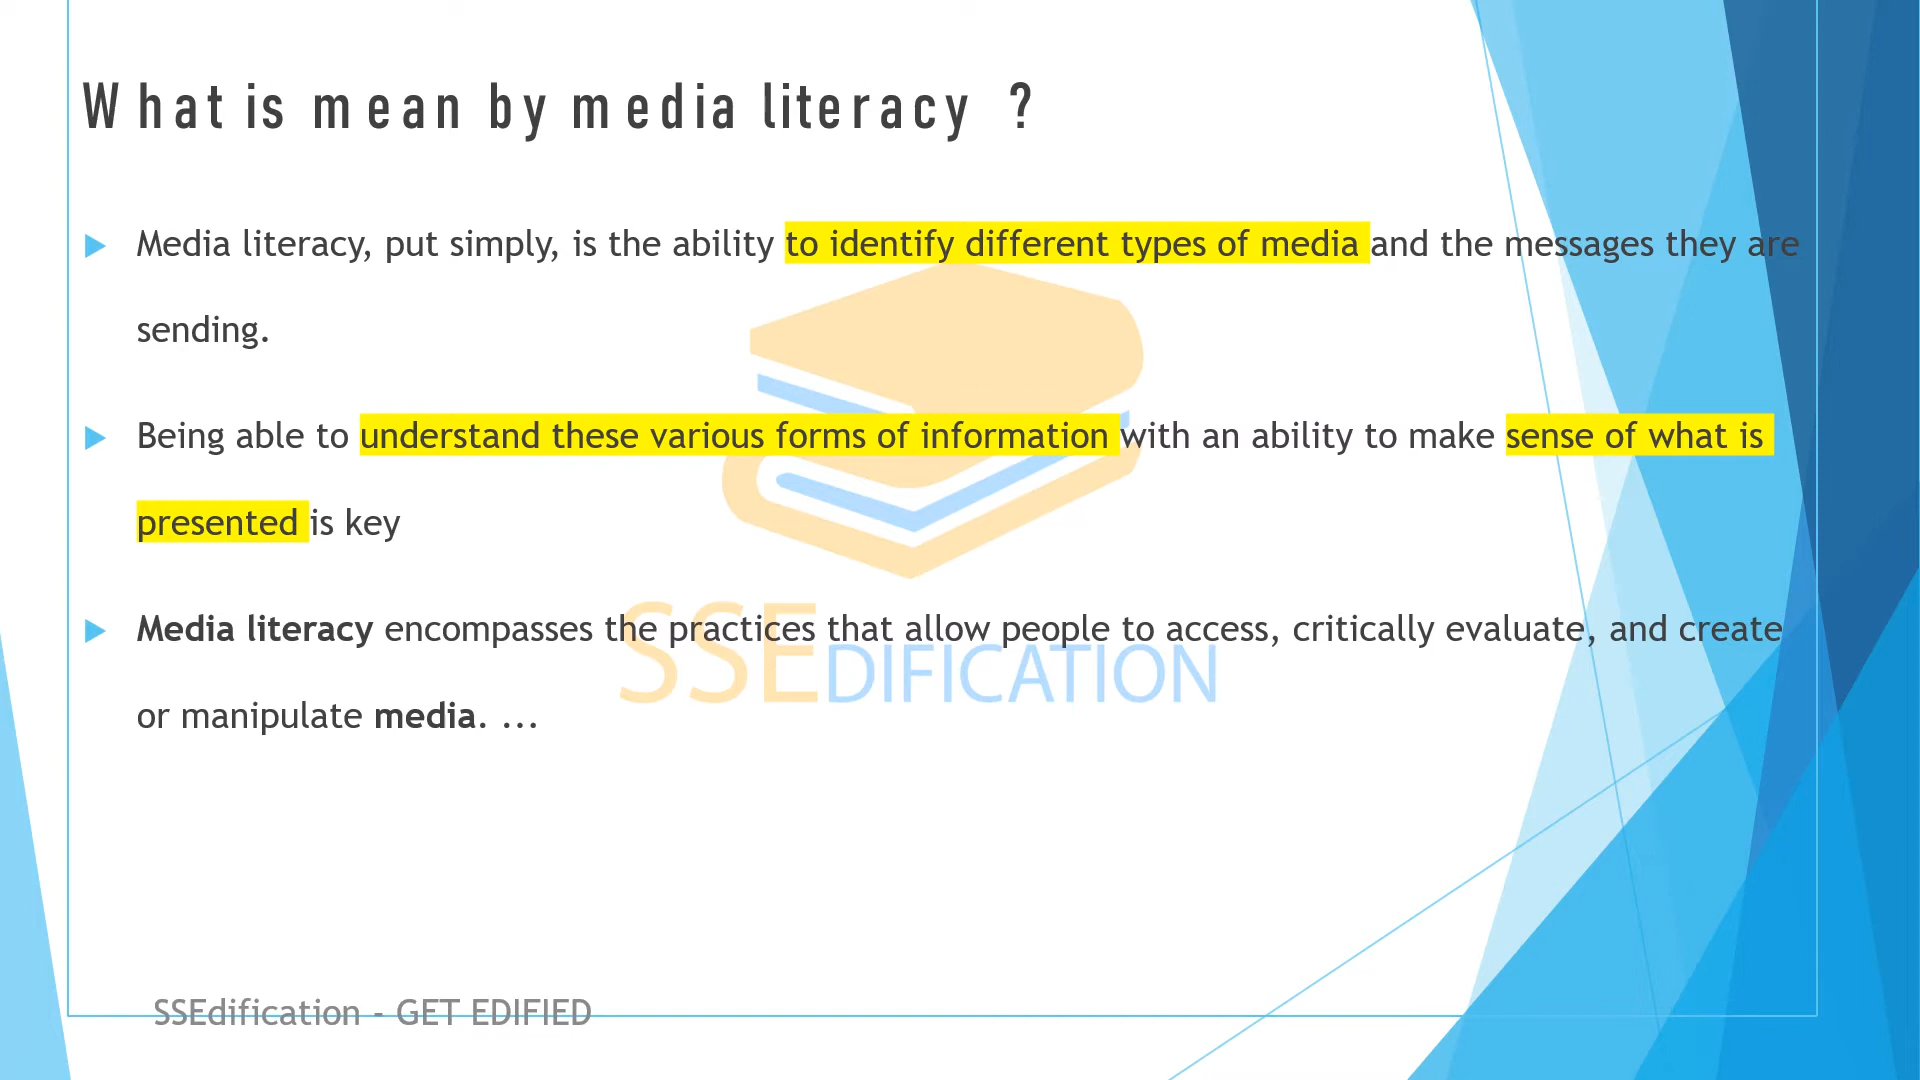 What is mean by media literacy ?
Media literacy, put simply, is the ability to identify different types of media and the messages they are
sending.
Being able to understand these various forms of information with an ability to make sense of what is
presented is key
Media literacy encompasses the practices that allow people to access, critically evaluate, and create
or manipulate media. ...
SSEDIFICATION
SSEdification - GET EDIFIED